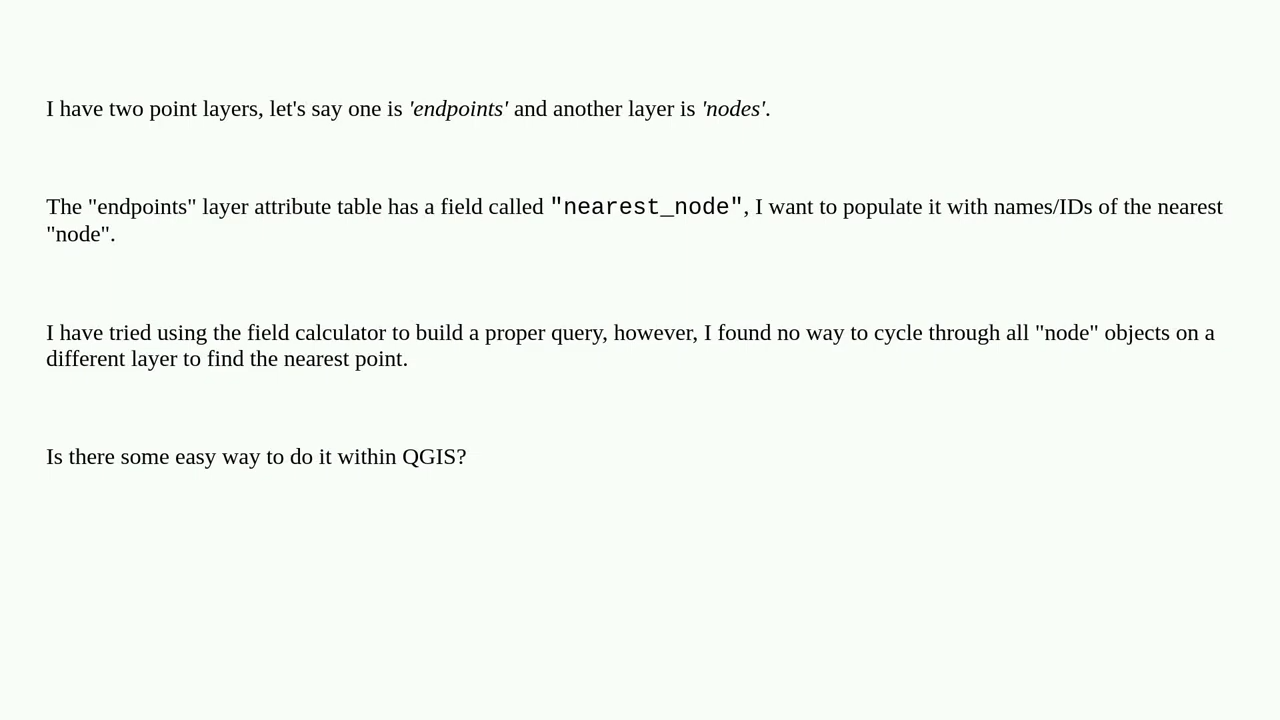 I have two point layers, let's say one is 'endpoints' and another layer is 'nodes'.
The "endpoints" layer attribute table has a field called "nearest_node", I want to populate it with names/IDs of the nearest
"node".
I have tried using the field calculator to build a proper query, however, I found no way to cycle through all "node" objects on a
different layer to find the nearest point.
Is there some easy way to do it within QGIS?